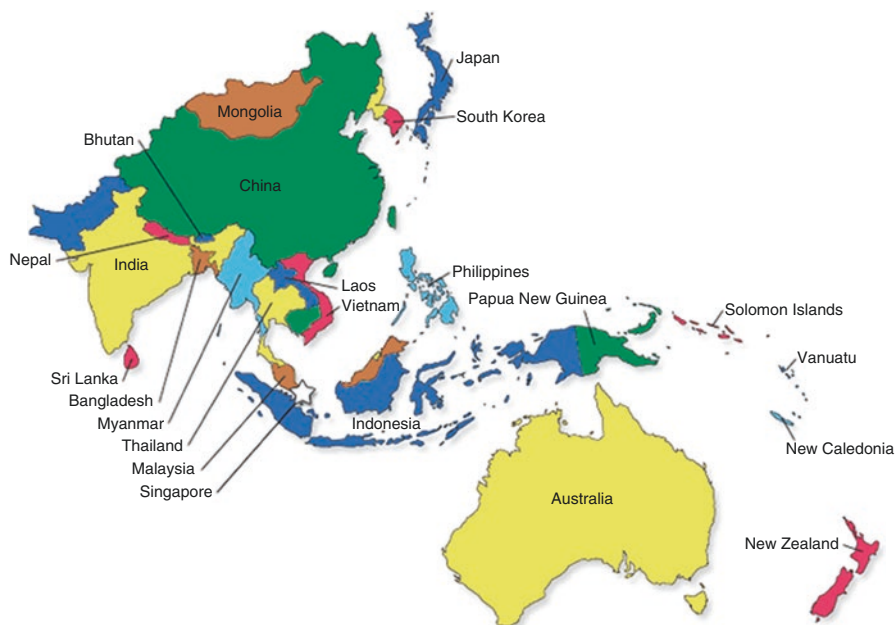 Japan
Mongolia
South Korea
Bhutan
China
Nepal
India
Laos
Philippines
Vietnam
Papua New Guinea
Solomon Islands
Vanuatu
Sri Lanka
Bangladesh
Myanmar
Indonesia
Thailand
New Caledonia
Malaysia
Singapore
Australia
New Zealand